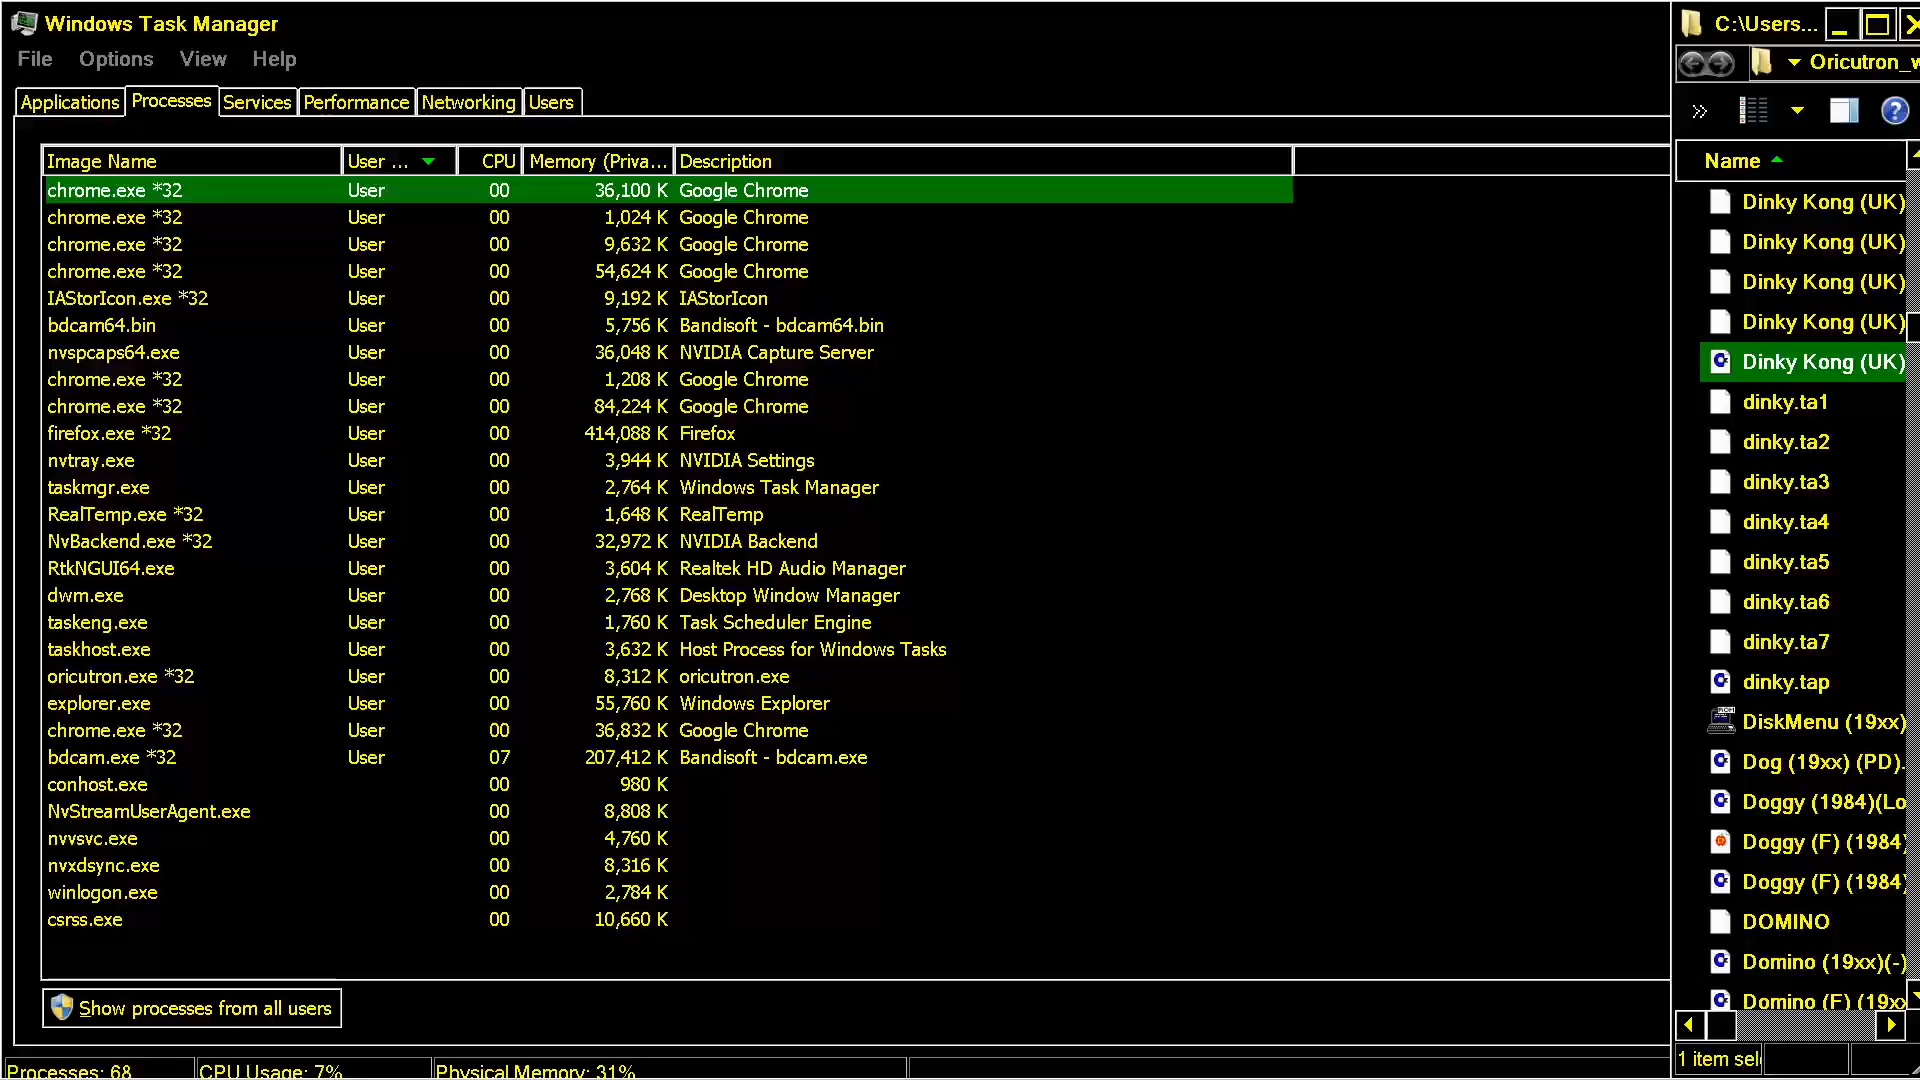 Windows Task Manager
File Options View Help
Applications Processes Services Performance Networking Users
Image Name User ... CPU Memory (Priva... Description
chrome.exe *32 User 00 36,100 K Google Chrome
chrome.exe *32 User 00 1,024 K Google Chrome
chrome.exe *32 User 00 9,632 K Google Chrome
chrome.exe *32 User 00 54,624 K Google Chrome
IAStorIcon.exe *32 User 00 9,192 K IAStorIcon
bdcam64.bin User 00 5,756 K Bandisoft - bdcam64.bin
nvspcaps64.exe User 00 36,048 K NVIDIA Capture Server
chrome.exe *32 User 00 1,208 K Google Chrome
chrome.exe *32 User 00 84,224 K Google Chrome
firefox.exe *32 User 00 414,088 K Firefox
nvtray.exe User 00 3,944 K NVIDIA Settings
taskmgr.exe User 00 2,764 K Windows Task Manager
RealTemp.exe *32 User 00 1,648 K RealTemp
NvBackend.exe *32 User 00 32,972 K NVIDIA Backend
RtkNGUI64.exe User 00 3,604 K Realtek HD Audio Manager
dwm.exe User 00 2,768 K Desktop Window Manager
taskeng.exe User 00 1,760 K Task Scheduler Engine
taskhost.exe User 00 3,632 K Host Process for Windows Tasks
oricutron.exe *32 User 00 8,312 K oricutron.exe
explorer.exe User 00 55,760 K Windows Explorer
chrome.exe *32 User 00 36,832 K Google Chrome
bdcam.exe *32 User 07 207,412 K Bandisoft - bdcam.exe
conhost.exe 00 980 K
NvStreamUserAgent.exe 00 8,808 K
nvvsvc.exe 00 4,760 K
nvxdsync.exe 00 8,316 K
winlogon.exe 00 2,784 K
csrss.exe 00 10,660 K
Show processes from all users
Processes: 68 CPU Usage: 7% Physical Memory: 31%
C:\Users...
Oricutron_w
Name
Dinky Kong (UK)
Dinky Kong (UK)
Dinky Kong (UK)
Dinky Kong (UK)
Dinky Kong (UK)
dinky.ta1
dinky.ta2
dinky.ta3
dinky.ta4
dinky.ta5
dinky.ta6
dinky.ta7
dinky.tap
DiskMenu (19xx)
Dog (19xx) (PD).
Doggy (1984)(Lo
Doggy (F) (1984)
Doggy (F) (1984)
DOMINO
Domino (19xx)(-)
Domino (F) (19xx
1 item sel